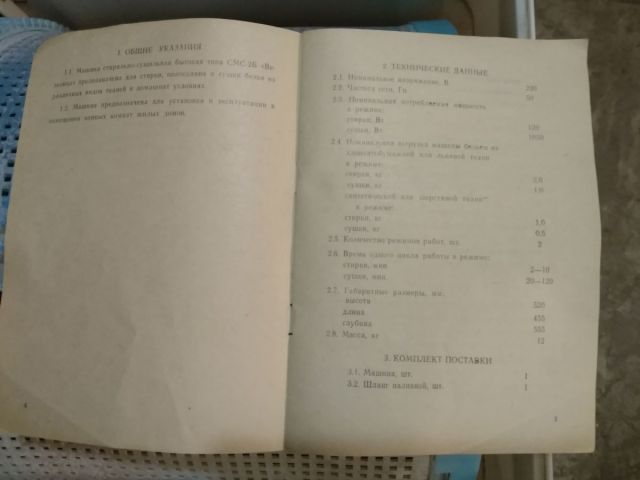 1. ОБЩИЕ УКАЗАНИЯ
1.1. Машина стирально-сушильная бытовая типа СМС-2Б «Ве-
предназначена для стирки, полоскания и сушки белья из
различных видов тканей в домашних условиях.
1.2. Машина предназначена для установки и эксплуатации в
помещении ванных комнат жилых домов.
4
2. ТЕХНИЧЕСКИЕ ДАННЫЕ
2.1. Номинальное напряжение, В 220
2.2. Частота сети, Гц 50
2.3. Номинальная потребляемая мощность
в режиме:
стирки, Вт 120
сушки, Вт
2.4. Номинальная загрузка машины бельем из
хлопчатобумажной или льняной ткани
в режиме:
стирки, кг 2,0
сушки, кг 1,0
синтетической или шерстяной ткани
в режиме:
стирки, кг 1,0
сушки, кг 0,5
2.5. Количество режимов работ, шт. 2
2.6. Время одного цикла работы в режиме:
стирки, мин
сушки, мин. 20—120
2.7. Габаритные размеры, мм:
высота
длина 455
глубина
2.8. Масса, кг 12
3. КОМПЛЕКТ ПОСТАВКИ
3.1. Машина, шт. 1
3.2. Шланг наливной, шт. 1